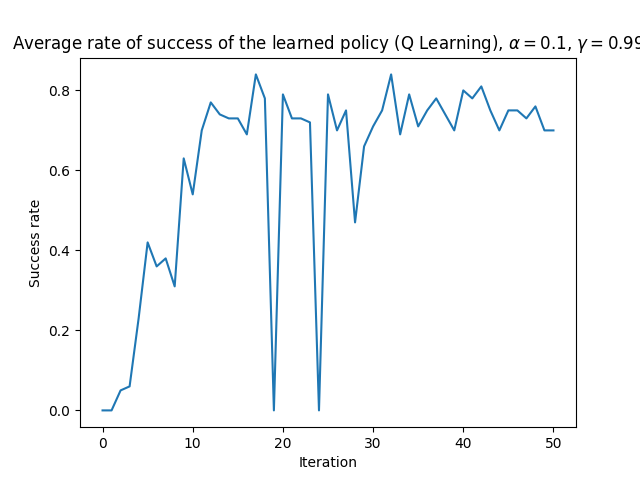 Average rate of success of the learned policy (Q Learning), α = 0.1, γ = 0.99
Success rate
0.8
0.6
0.4
0.2
0.0
0 10 20 30 40 50
Iteration